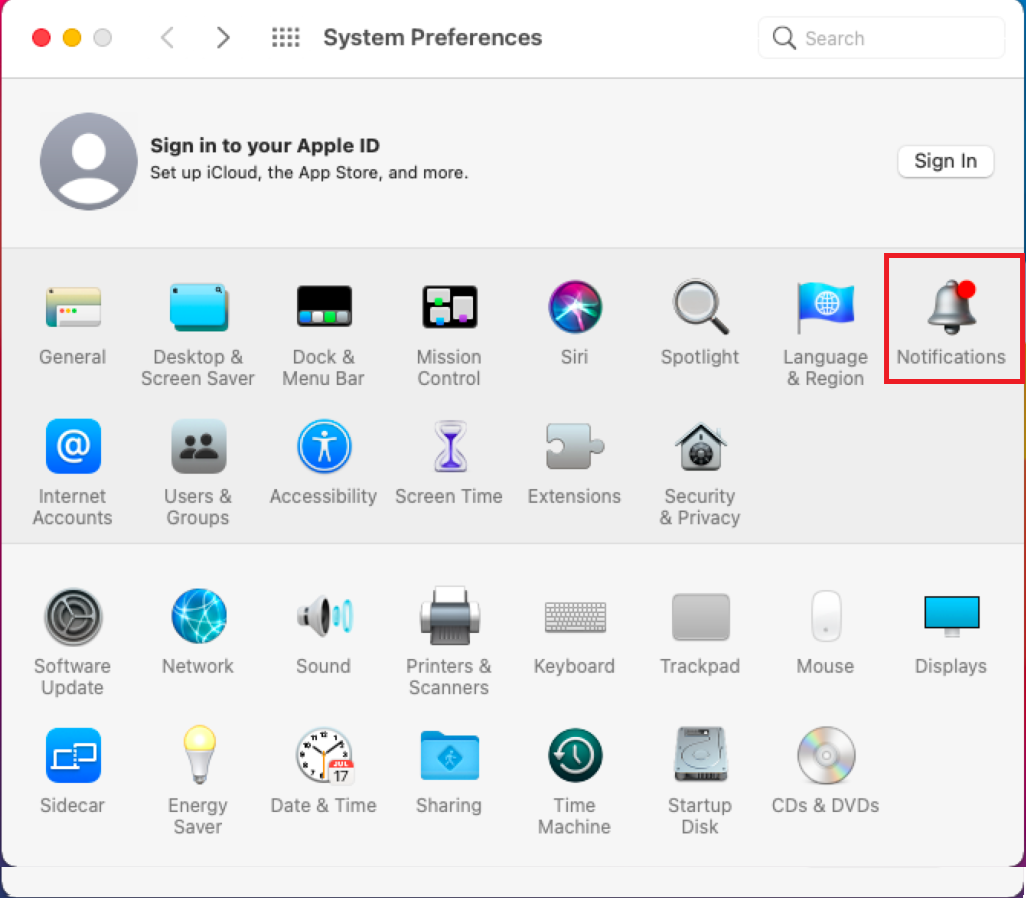 System Preferences
Search
Sign in to your Apple ID
Set up iCloud, the App Store, and more.
Sign In
General
Desktop &
Screen Saver
Dock &
Menu Bar
Mission
Control
Siri
Spotlight
Language
& Region
Notifications
Internet
Accounts
Users &
Groups
Accessibility
Screen Time
Extensions
Security
& Privacy
Software
Update
Network
Sound
Printers &
Scanners
Keyboard
Trackpad
Mouse
Displays
Sidecar
Energy
Saver
JUL
17
Date & Time
Sharing
Time
Machine
Startup
Disk
CDs & DVDs